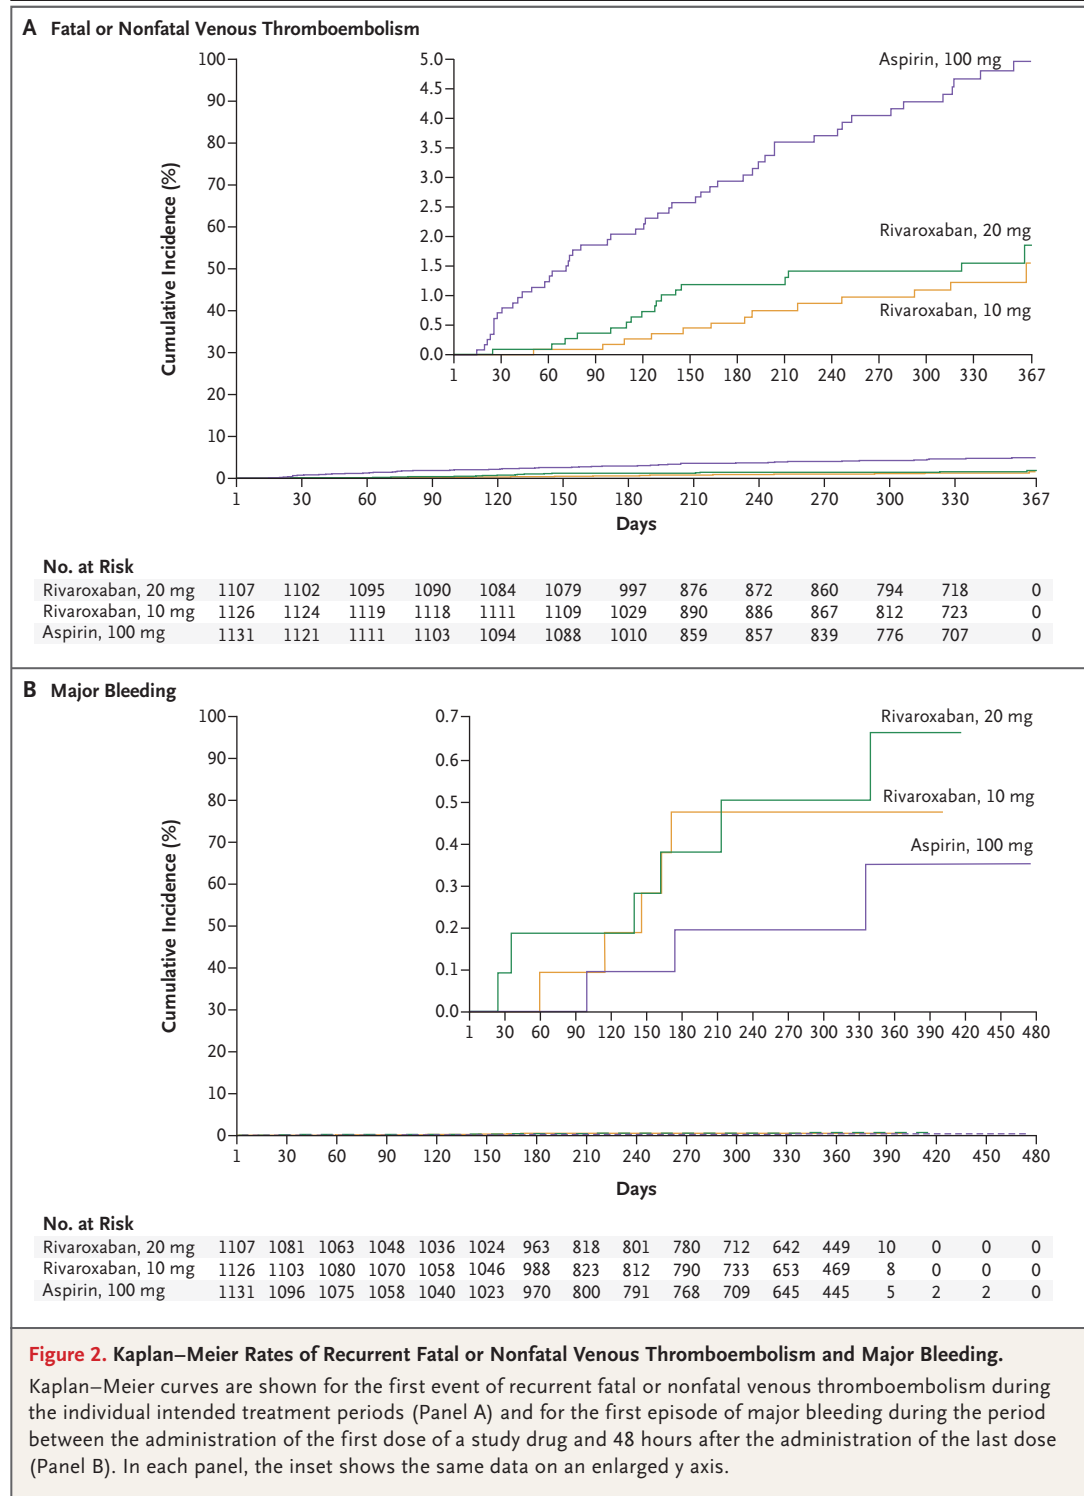 A Fatal or Nonfatal Venous Thromboembolism
100
90
80
70
60
50
40
30
20
10
0
Cumulative Incidence (%)
5.0
4.5
4.0
3.5
3.0
2.5
2.0
1.5
1.0
0.5
0.0
Aspirin, 100 mg
Rivaroxaban, 20 mg
Rivaroxaban, 10 mg
1 30 60 90 120 150 180 210 240 270 300 330 367
1 30 60 90 120 150 180 210 240 270 300 330 367
Days
No. at Risk
Rivaroxaban, 20 mg 1107 1102 1095 1090 1084 1079 997 876 872 860 794 718 0
Rivaroxaban, 10 mg 1126 1124 1119 1118 1111 1109 1029 890 886 867 812 723 0
Aspirin, 100 mg 1131 1121 1111 1103 1094 1088 1010 859 857 839 776 707 0
B Major Bleeding
100
90
80
70
60
50
40
30
20
10
0
Cumulative Incidence (%)
0.7
0.6
0.5
0.4
0.3
0.2
0.1
0.0
Rivaroxaban, 20 mg
Rivaroxaban, 10 mg
Aspirin, 100 mg
1 30 60 90 120 150 180 210 240 270 300 330 360 390 420 450 480
1 30 60 90 120 150 180 210 240 270 300 330 360 390 420 450 480
Days
No. at Risk
Rivaroxaban, 20 mg 1107 1081 1063 1048 1036 1024 963 818 801 780 712 642 449 10 0 0 0
Rivaroxaban, 10 mg 1126 1103 1080 1070 1058 1046 988 823 812 790 733 653 469 8 0 0 0
Aspirin, 100 mg 1131 1096 1075 1058 1040 1023 970 800 791 768 709 645 445 5 2 2 0
Figure 2. Kaplan–Meier Rates of Recurrent Fatal or Nonfatal Venous Thromboembolism and Major Bleeding.
Kaplan–Meier curves are shown for the first event of recurrent fatal or nonfatal venous thromboembolism during
the individual intended treatment periods (Panel A) and for the first episode of major bleeding during the period
between the administration of the first dose of a study drug and 48 hours after the administration of the last dose
(Panel B). In each panel, the inset shows the same data on an enlarged y axis.